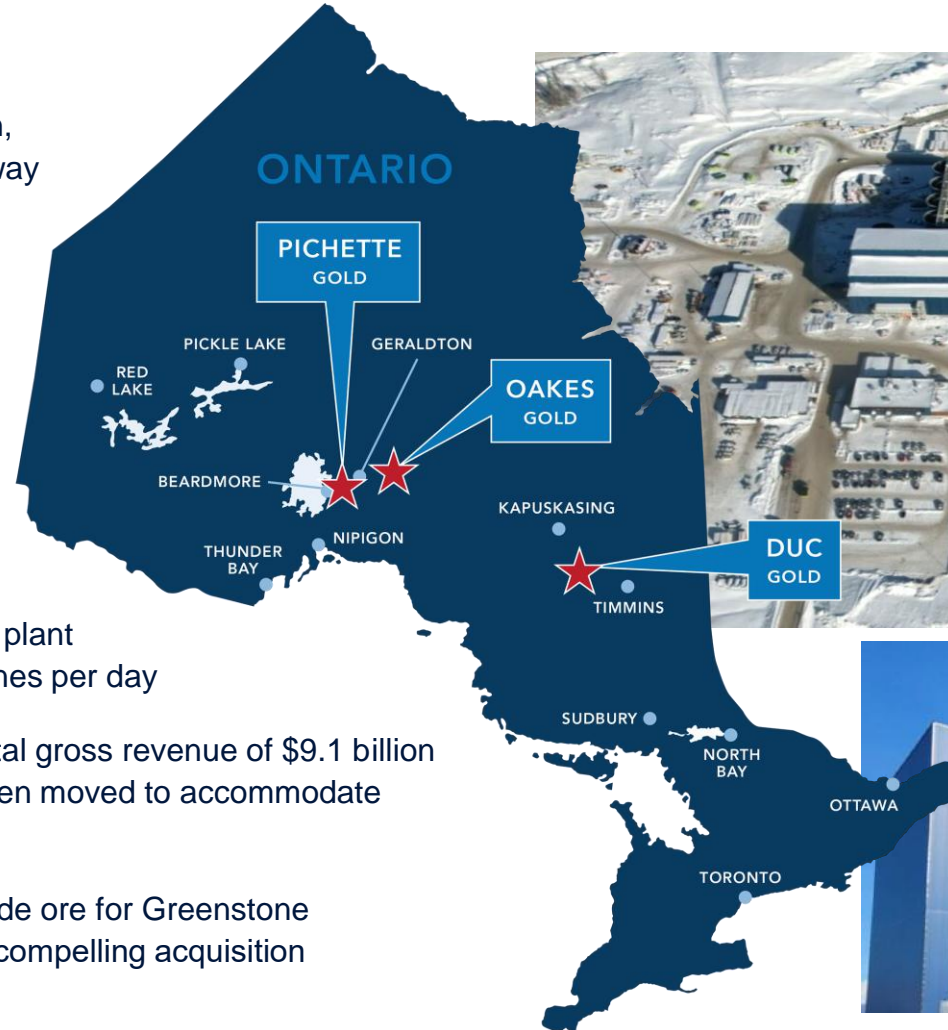 n,
way
ONTARIO
PICHETTE
GOLD
PICKLE LAKE
GERALDTON
RED
LAKE
OAKES
GOLD
BEARDMORE
KAPUSKASING
NIPIGON
THUNDER
BAY
DUC
GOLD
TIMMINS
plant
nes per day
SUDBURY
tal gross revenue of $9.1 billion
NORTH
BAY
en moved to accommodate
OTTAWA
TORONTO
de ore for Greenstone
compelling acquisition